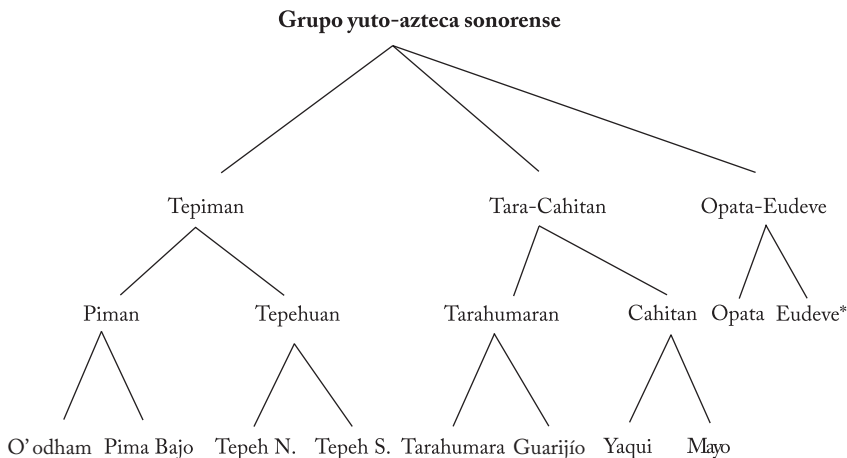 Grupo yuto-azteca sonorense
Tepiman Tara-Cahitan Opata-Eudeve
Piman Tepehuan Tarahumaran Cahitan Opata Eudeve*
O' odham Pima Bajo Tepeh N. Tepeh S. Tarahumara Guarijío Yaqui Mayo